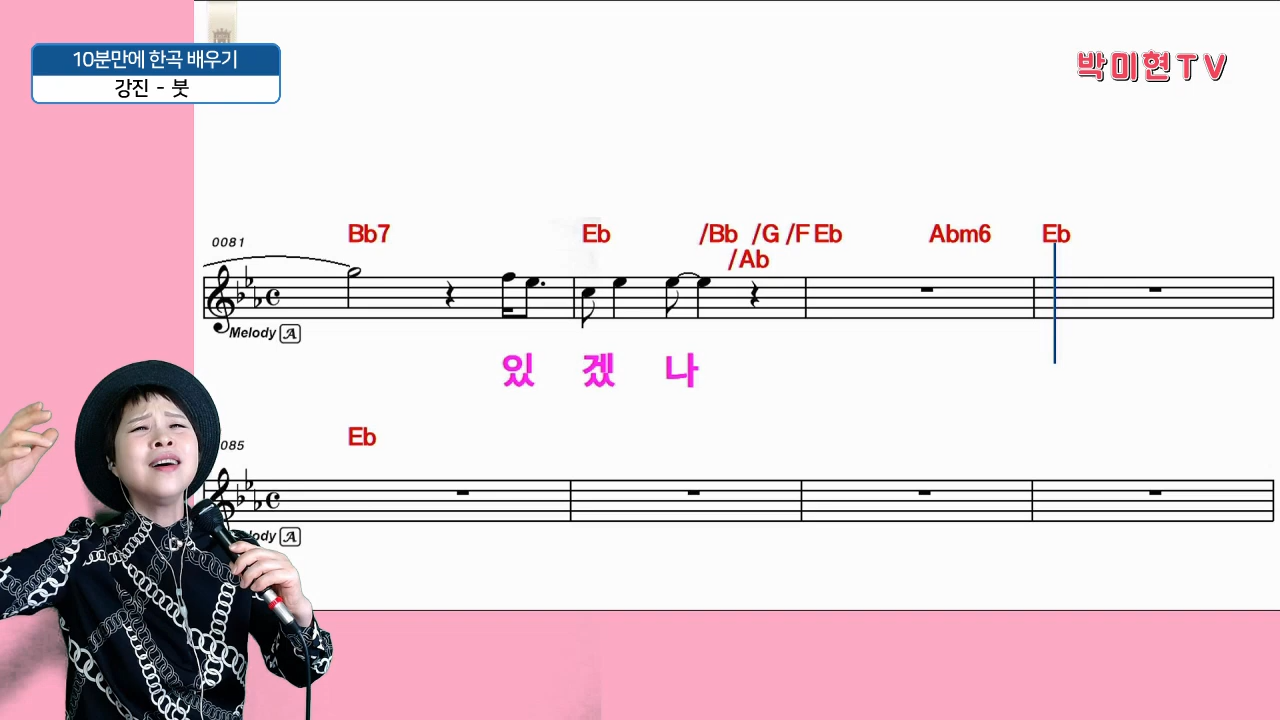 10분만에 한곡 배우기
강진 - 붓
박미현TV
0081
Bb7 Eb /Bb /G /F Eb Abm6 Eb
/Ab
Melody A
있 겠 나
085
Eb
lody A